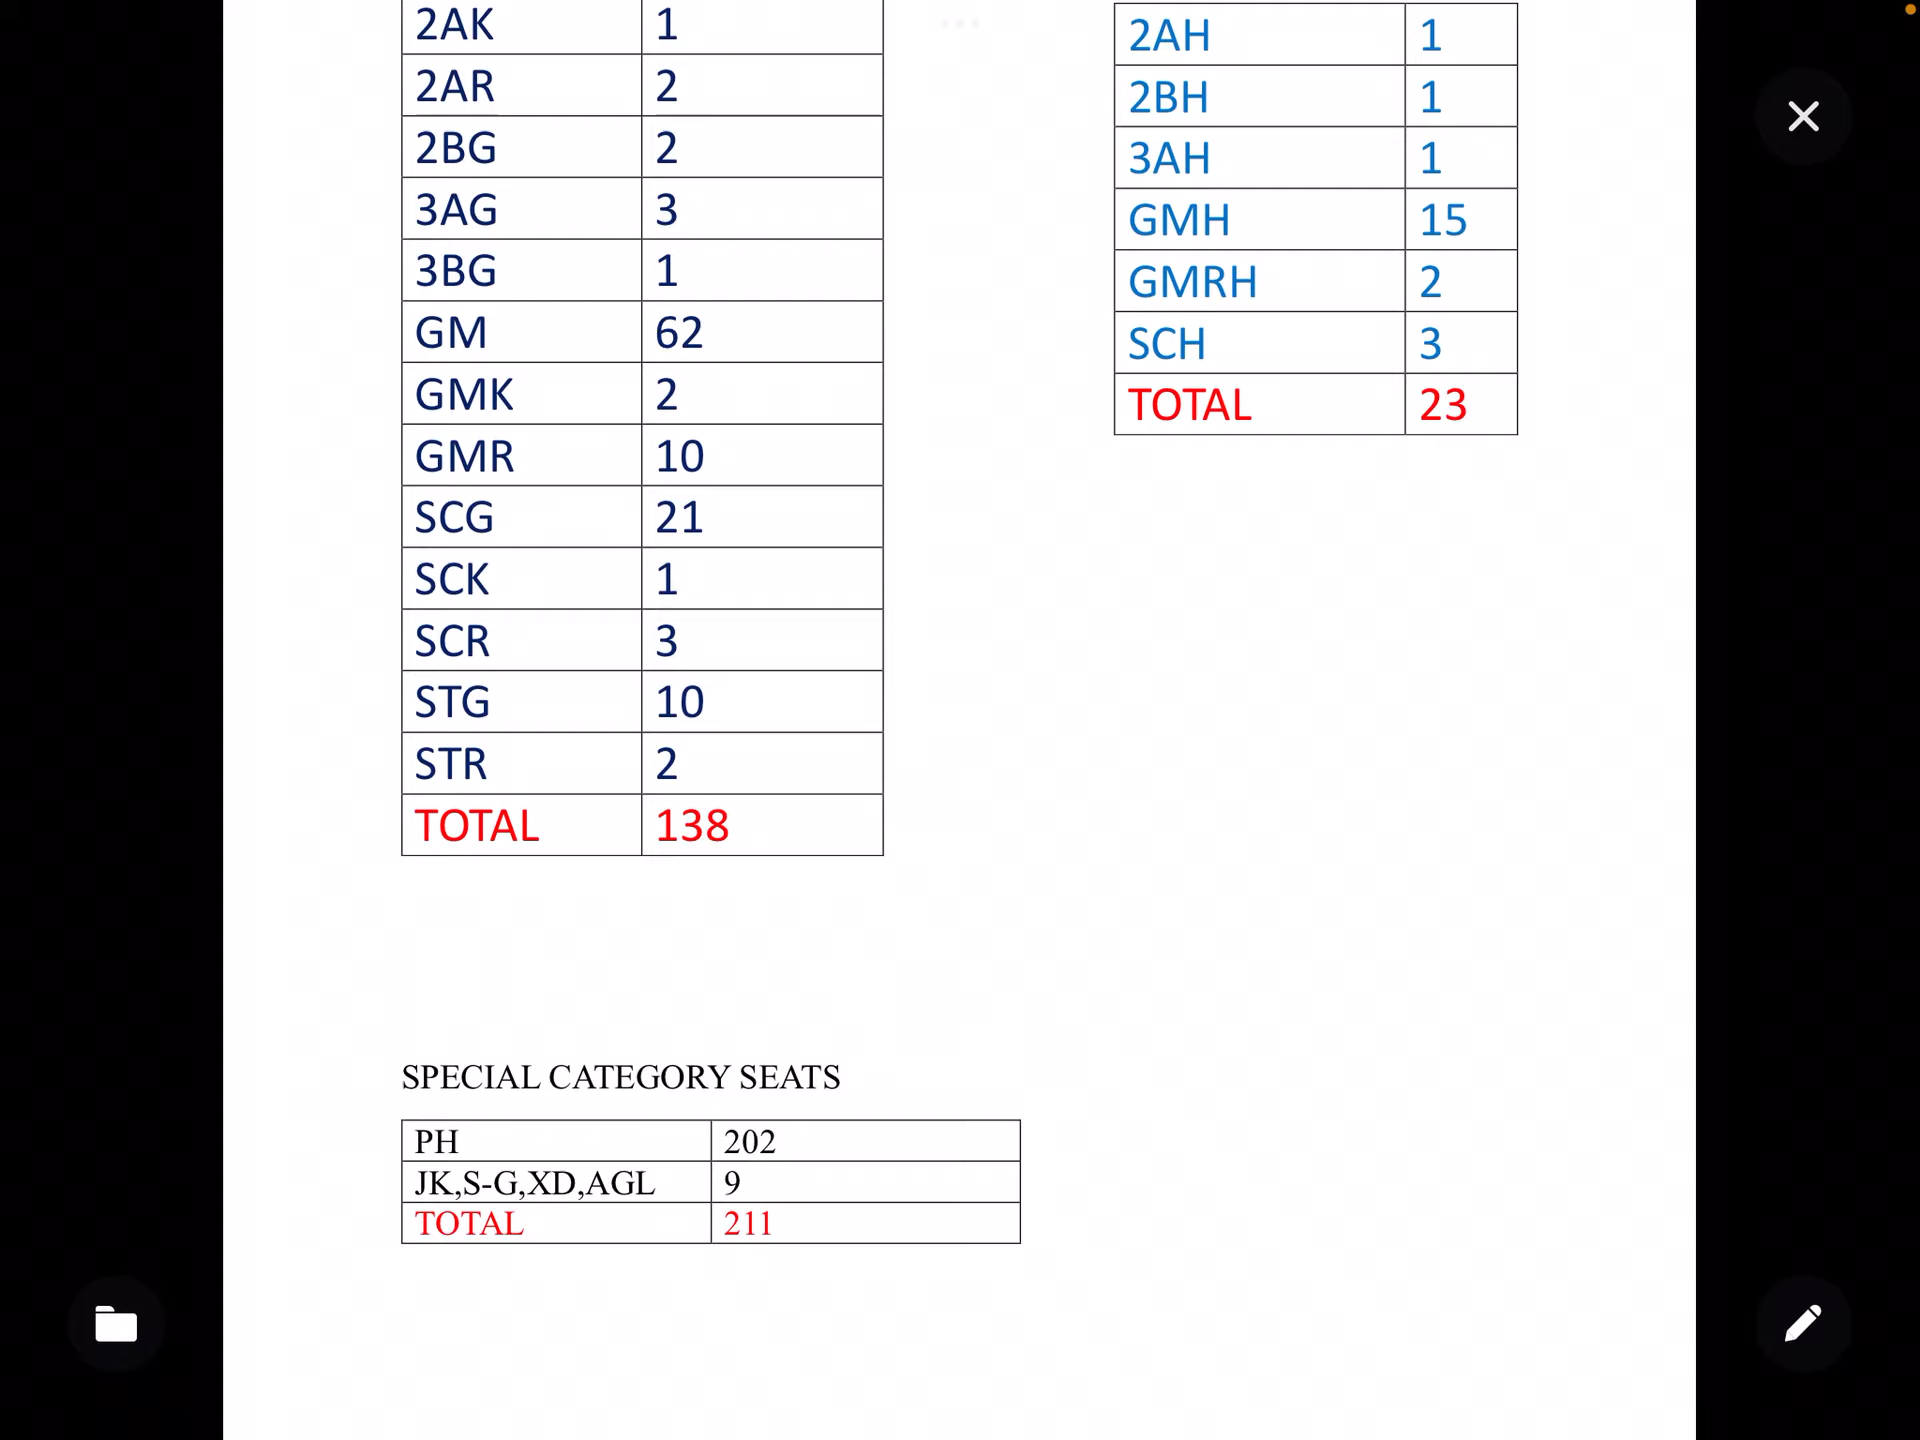 2AK 1
2AR 2
2BG 2
3AG 3
3BG 1
GM 62
GMK 2
GMR 10
SCG 21
SCK 1
SCR 3
STG 10
STR 2
TOTAL 138
2AH 1
2BH 1
3AH 1
GMH 15
GMRH 2
SCH 3
TOTAL 23
SPECIAL CATEGORY SEATS
PH 202
JK,S-G,XD,AGL 9
TOTAL 211